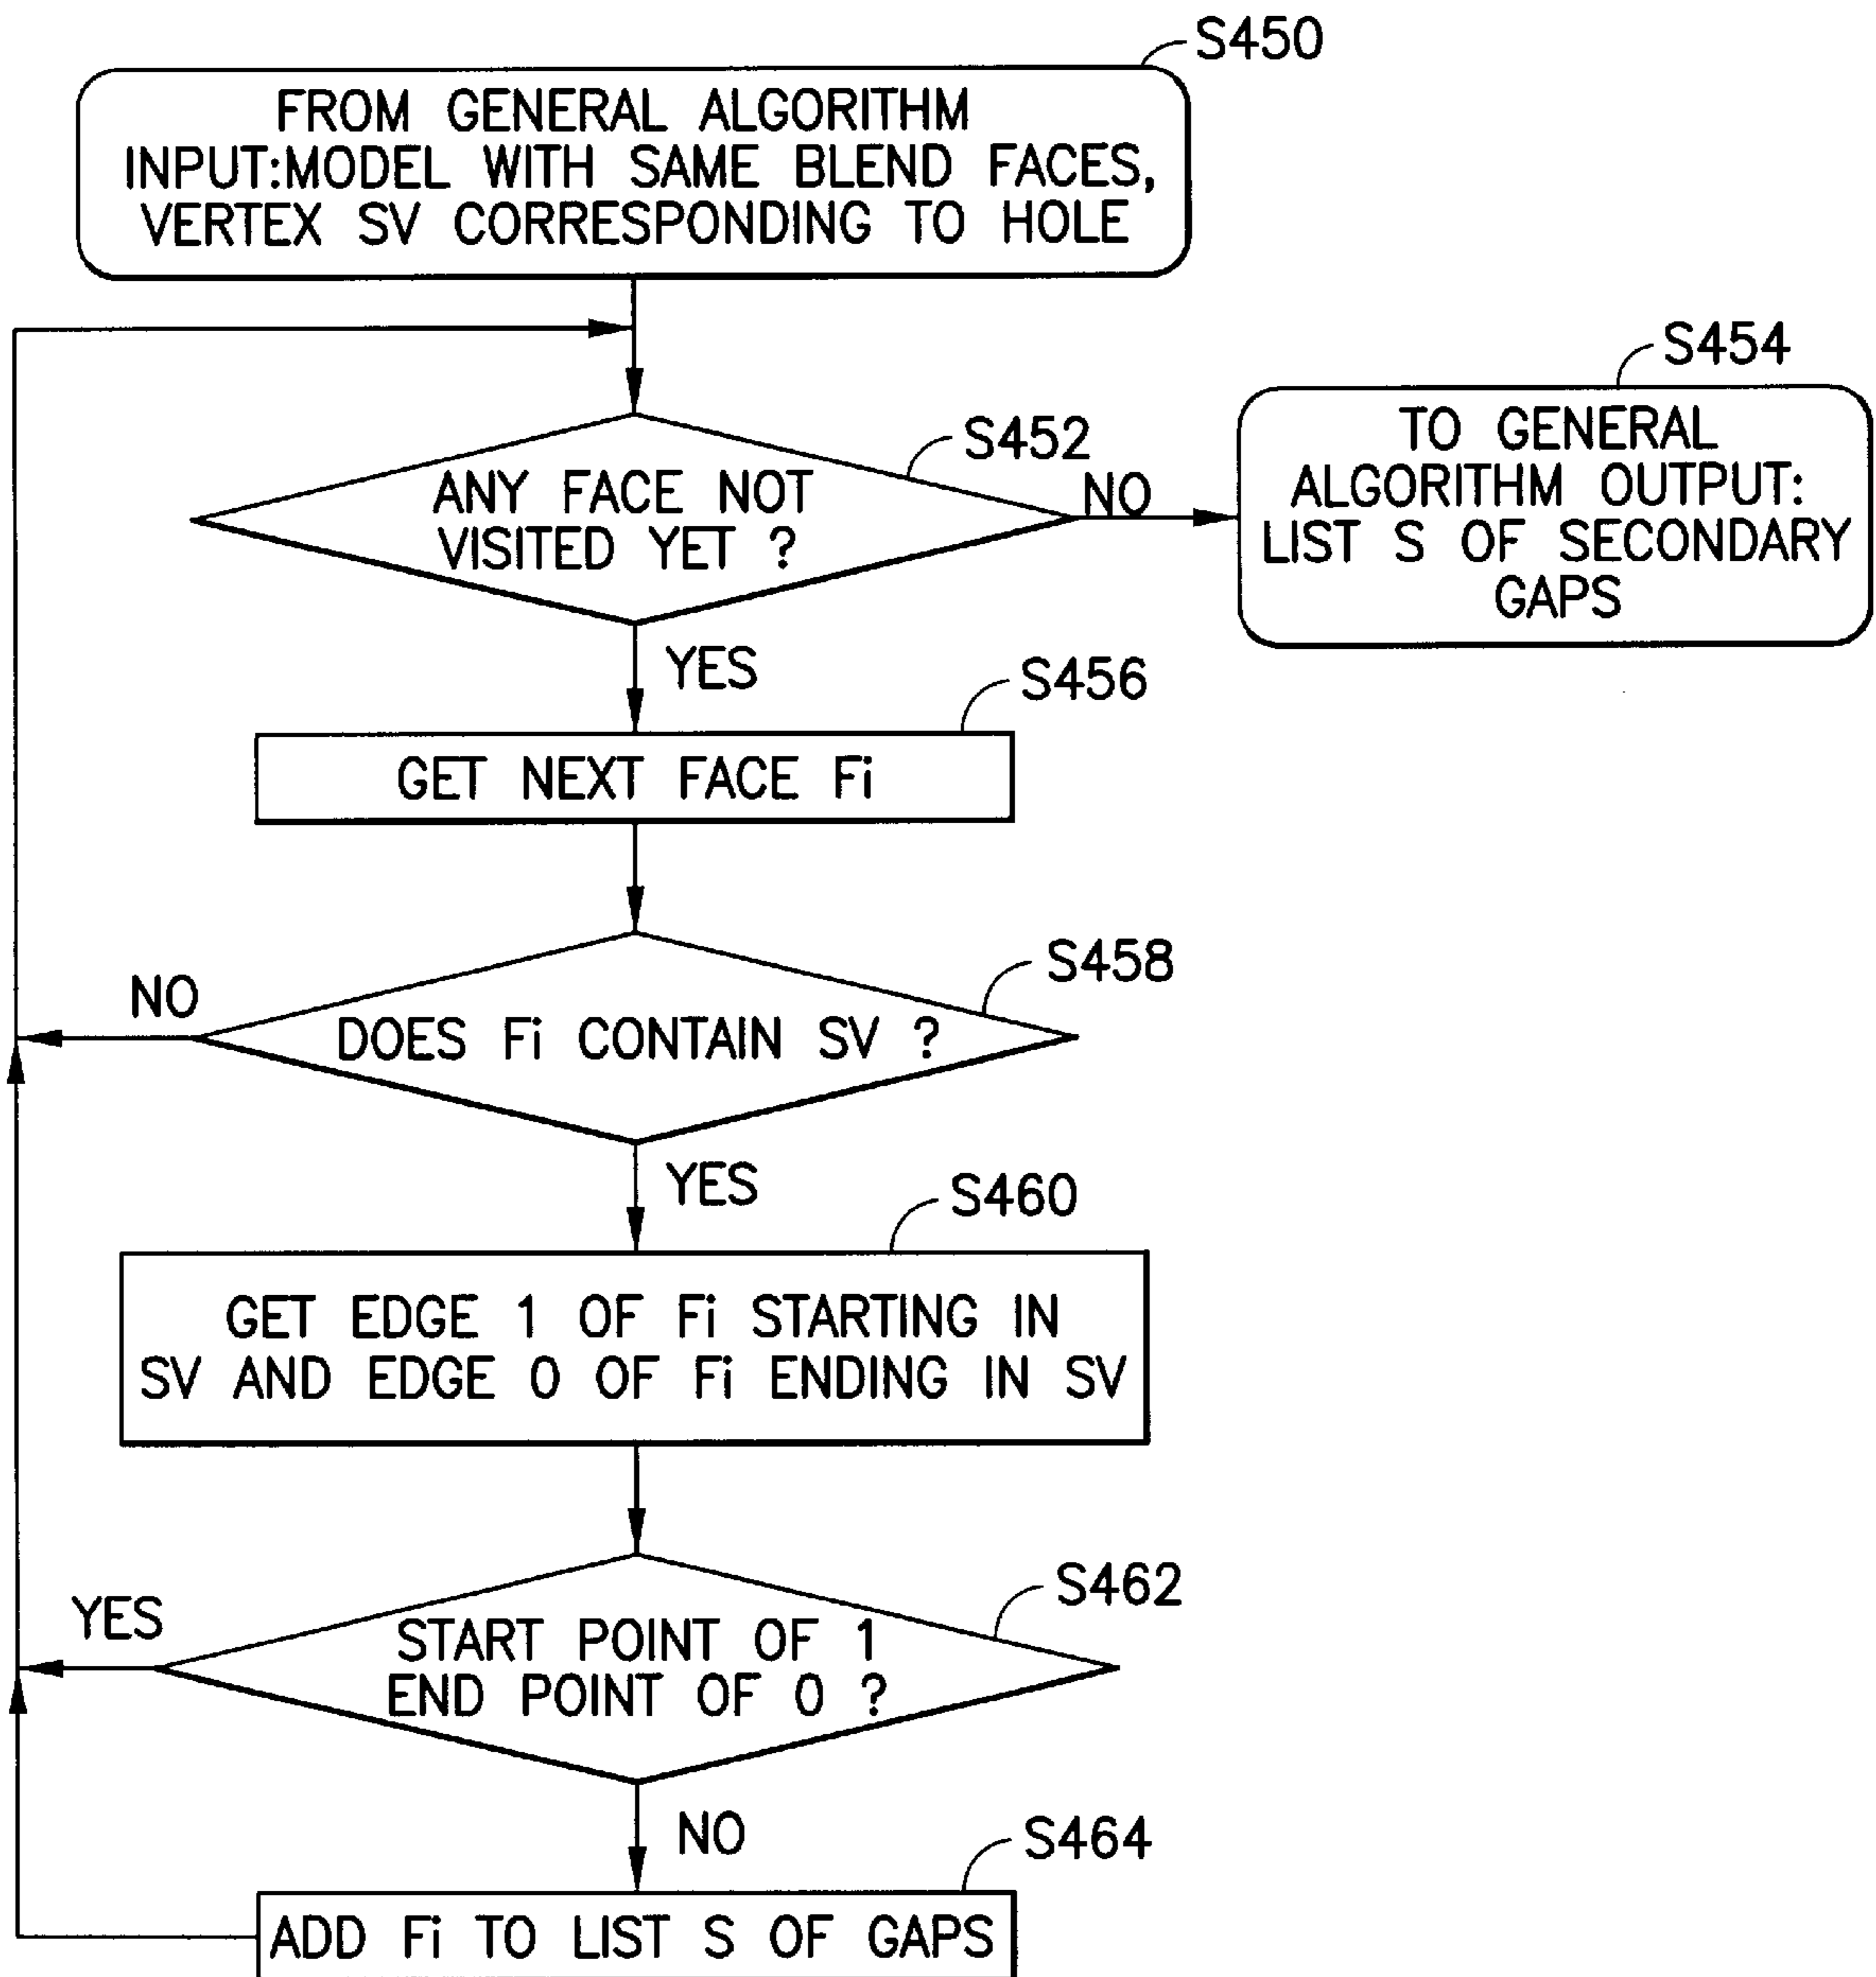 S450
FROM GENERAL ALGORITHM
INPUT:MODEL WITH SAME BLEND FACES,
VERTEX SV CORRESPONDING TO HOLE
S454
TO GENERAL
ALGORITHM OUTPUT:
LIST S OF SECONDARY
GAPS
S452
ANY FACE NOT
VISITED YET ?
NO
YES
S456
GET NEXT FACE Fi
S458
NO
DOES Fi CONTAIN SV ?
YES
S460
GET EDGE 1 OF Fi STARTING IN
SV AND EDGE 0 OF Fi ENDING IN SV
S462
YES
START POINT OF 1
END POINT OF 0 ?
NO
S464
ADD Fi TO LIST S OF GAPS